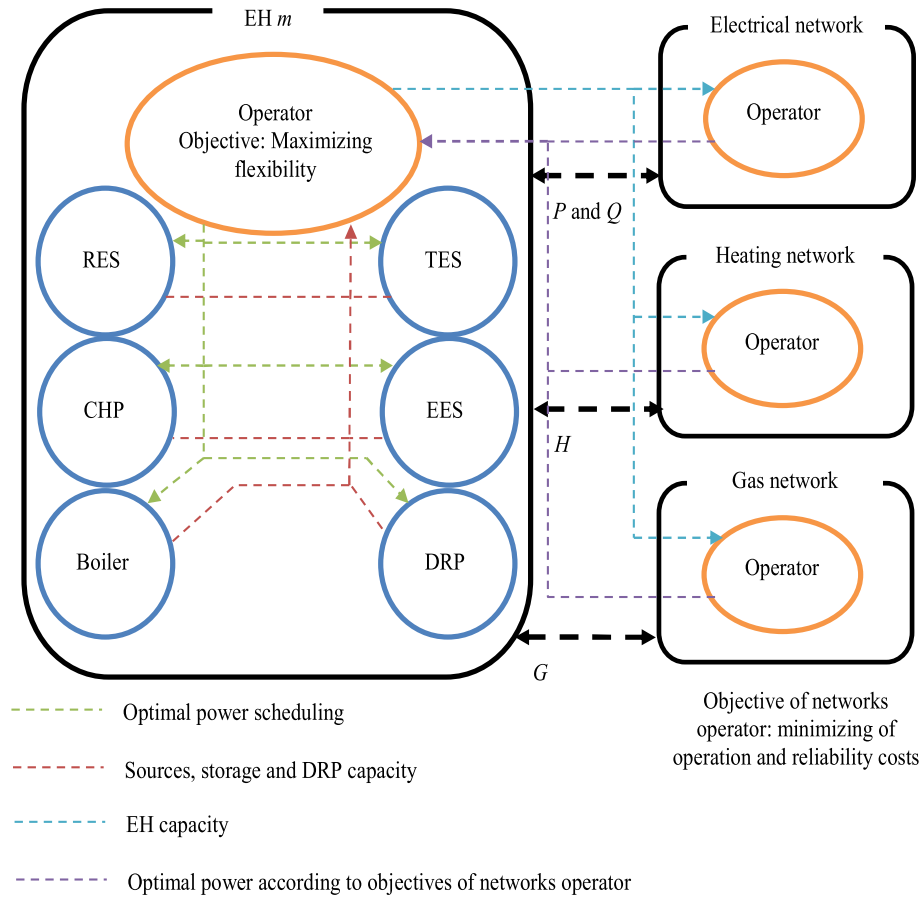 EH m
Operator
Objective: Maximizing
flexibility
RES
TES
CHP
EES
Boiler
DRP
Electrical network
Operator
P and Q
Heating network
Operator
H
Gas network
Operator
G
Objective of networks
operator: minimizing of
operation and reliability costs
Optimal power scheduling
Sources, storage and DRP capacity
EH capacity
Optimal power according to objectives of networks operator